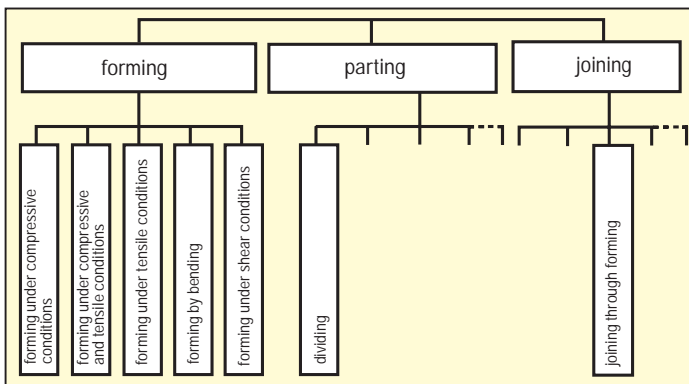 forming
parting
joining
forming under compressive
conditions
forming under compressive
and tensile conditions
forming under tensile conditions
forming by bending
forming under shear conditions
dividing
joining through forming